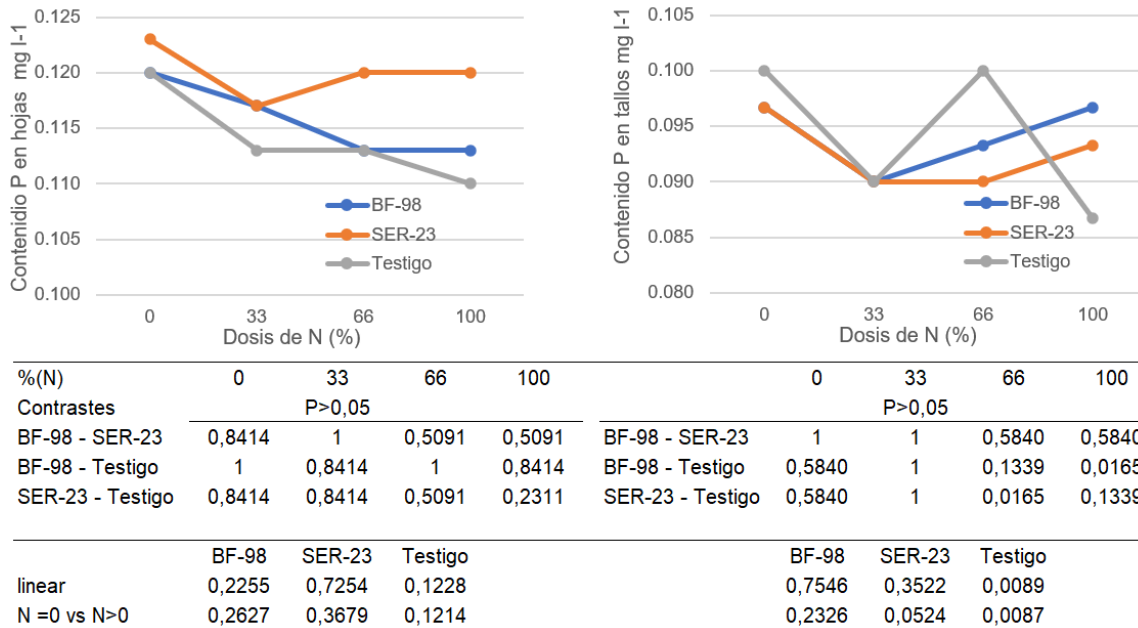 Contenidio P en hojas  mg l-1
0.125
0.120
0.115
0.110
0.105
0.100
BF-98
SER-23
Testigo
0 33 66 100
Dosis de N (%)
Contenido P en tallos mg l-1
0.105
0.100
0.095
0.090
0.085
0.080
BF-98
SER-23
Testigo
0 33 66 100
Dosis de N (%)
%(N) 0 33 66 100 0 33 66 100
Contrastes P>0,05 P>0,05
BF-98 - SER-23 0,8414 1 0,5091 0,5091 BF-98 - SER-23 1 1 0,5840 0,5840
BF-98 - Testigo 1 0,8414 1 0,8414 BF-98 - Testigo 0,5840 1 0,1339 0,0165
SER-23 - Testigo 0,8414 0,8414 0,5091 0,2311 SER-23 - Testigo 0,5840 1 0,0165 0,1339
BF-98 SER-23 Testigo BF-98 SER-23 Testigo
linear 0,2255 0,7254 0,1228 0,7546 0,3522 0,0089
N =0 vs N>0 0,2627 0,3679 0,1214 0,2326 0,0524 0,0087